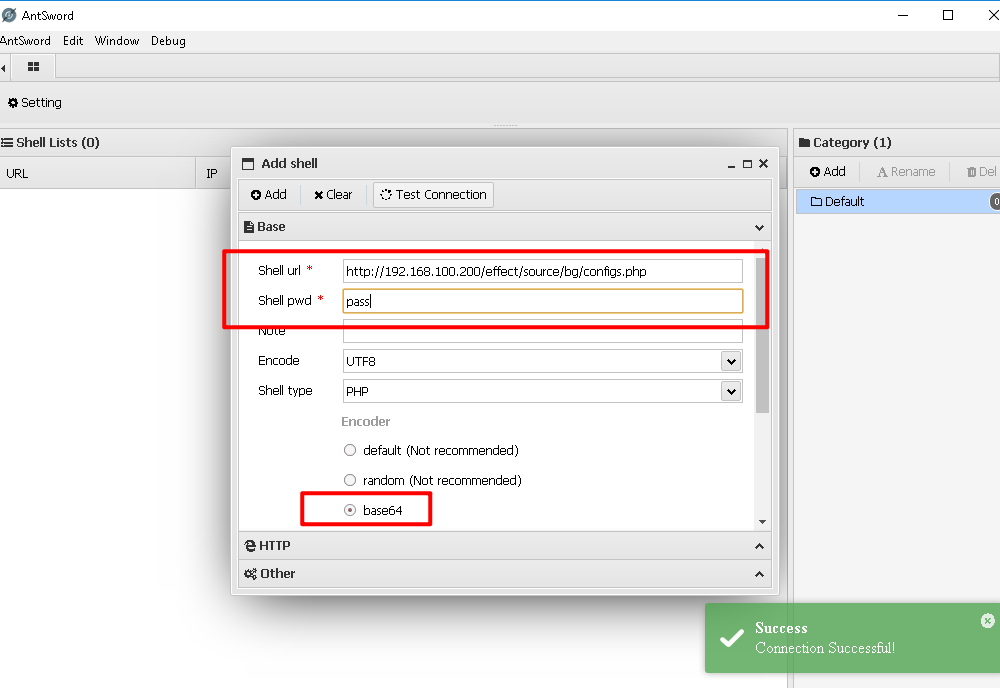 AntSword
AntSword Edit Window Debug
Setting
Shell Lists (0)
URL IP
Category (1)
Add Rename Del
Default 0
Add shell
Add Clear Test Connection
Base
Shell url * http://192.168.100.200/effect/source/bg/configs.php
Shell pwd * pass
Note
Encode UTF8
Shell type PHP
Encoder
default (Not recommended)
random (Not recommended)
base64
HTTP
Other
Success
Connection Successful!